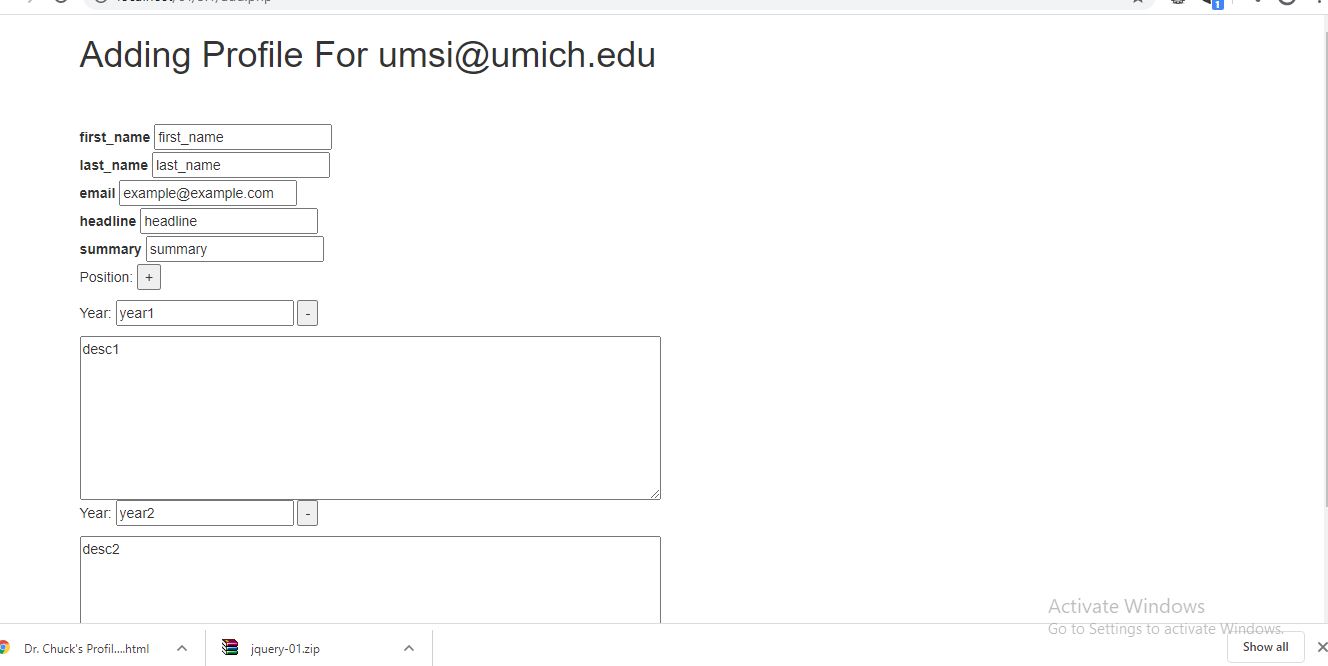 Adding Profile For umsi@umich.edu
first_name first_name
last_name last_name
email example@example.com
headline headline
summary summary
Position: +
Year: year1 -
desc1
Year: year2 -
desc2
Activate Windows
Go to Settings to activate Windows.
Dr. Chuck's Profil....html
jquery-01.zip
Show all
1